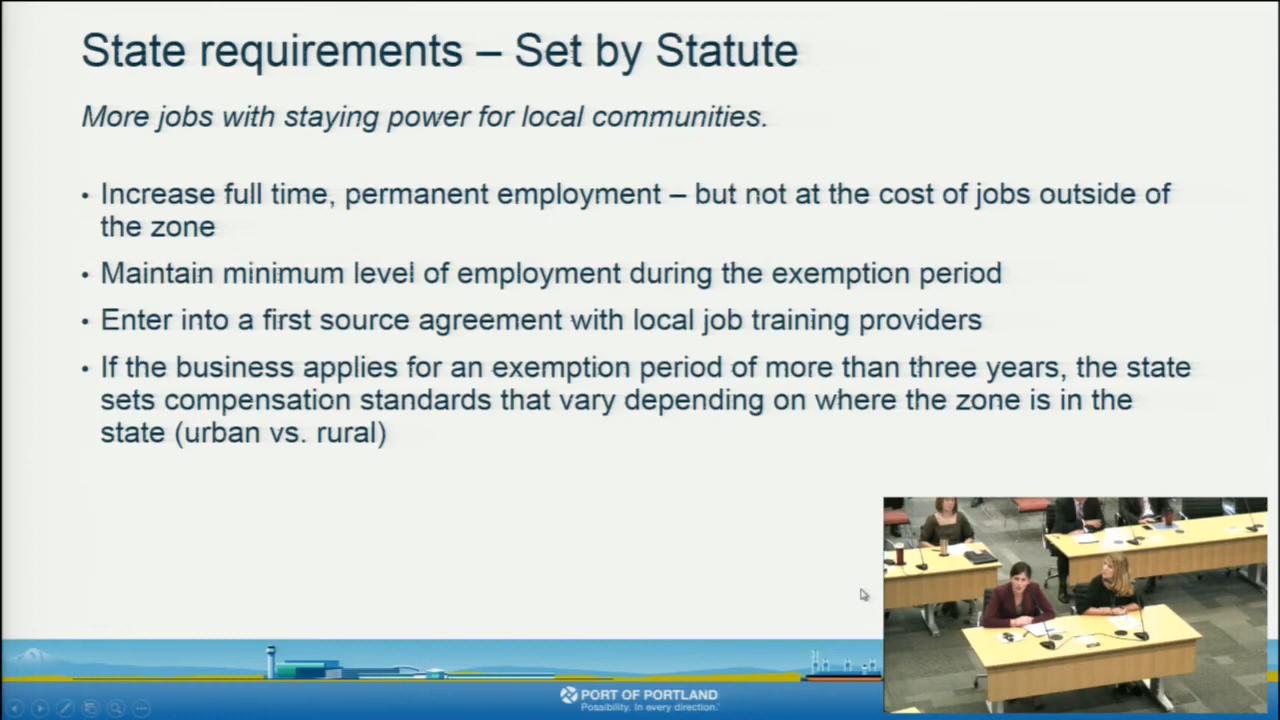 State requirements – Set by Statute
More jobs with staying power for local communities.
• Increase full time, permanent employment – but not at the cost of jobs outside of
the zone
• Maintain minimum level of employment during the exemption period
• Enter into a first source agreement with local job training providers
• If the business applies for an exemption period of more than three years, the state
sets compensation standards that vary depending on where the zone is in the
state (urban vs. rural)
PORT OF PORTLAND
Possibility. In every direction.